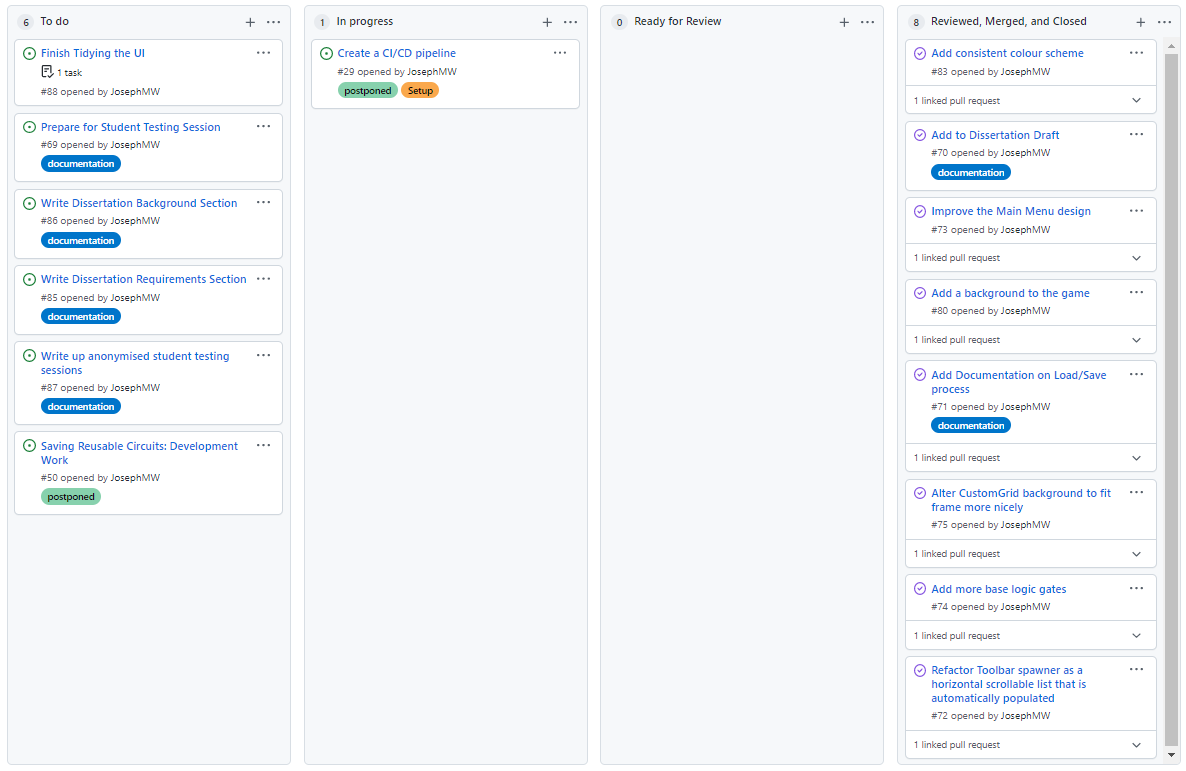 6 To do
Finish Tidying the UI
1 task
#88 opened by JosephMW
Prepare for Student Testing Session
#69 opened by JosephMW
documentation
Write Dissertation Background Section
#86 opened by JosephMW
documentation
Write Dissertation Requirements Section
#85 opened by JosephMW
documentation
Write up anonymised student testing
sessions
#87 opened by JosephMW
documentation
Saving Reusable Circuits: Development
Work
#50 opened by JosephMW
postponed
1 In progress
Create a CI/CD pipeline
#29 opened by JosephMW
postponed Setup
0 Ready for Review
8 Reviewed, Merged, and Closed
Add consistent colour scheme
#83 opened by JosephMW
1 linked pull request
Add to Dissertation Draft
#70 opened by JosephMW
documentation
Improve the Main Menu design
#73 opened by JosephMW
1 linked pull request
Add a background to the game
#80 opened by JosephMW
1 linked pull request
Add Documentation on Load/Save
process
#71 opened by JosephMW
documentation
1 linked pull request
Alter CustomGrid background to fit
frame more nicely
#75 opened by JosephMW
1 linked pull request
Add more base logic gates
#74 opened by JosephMW
1 linked pull request
Refactor Toolbar spawner as a
horizontal scrollable list that is
automatically populated
#72 opened by JosephMW
1 linked pull request